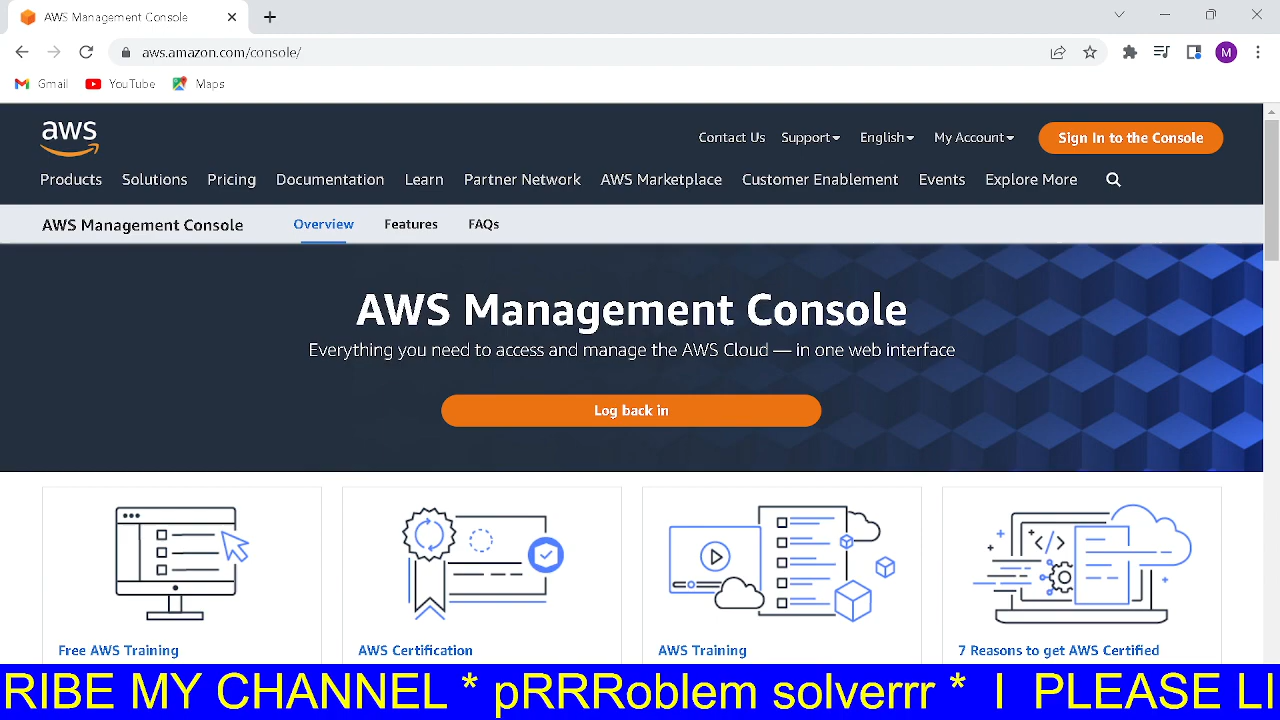 AWS Management Console
aws.amazon.com/console/
M
Gmail YouTube Maps
aws
Contact Us Support English My Account Sign In to the Console
Products Solutions Pricing Documentation Learn Partner Network AWS Marketplace Customer Enablement Events Explore More
AWS Management Console Overview Features FAQs
AWS Management Console
Everything you need to access and manage the AWS Cloud — in one web interface
Log back in
</>
Free AWS Training AWS Certification AWS Training 7 Reasons to get AWS Certified
RIBE MY CHANNEL * pRRRoblem solverrr * I PLEASE LI